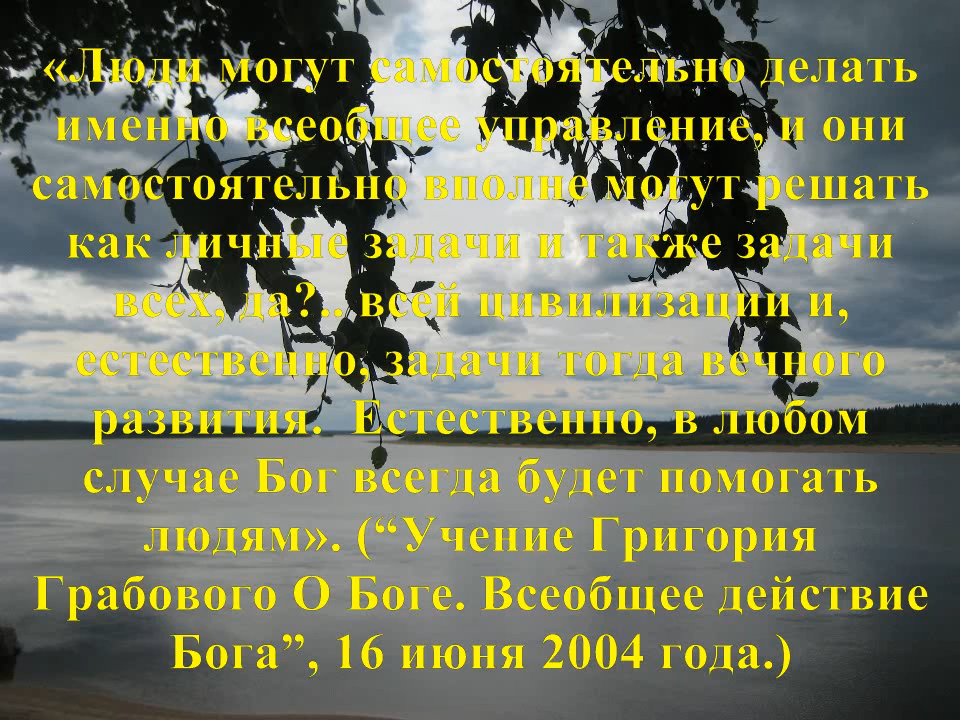 «Люди могут самостоятельно делать
именно всеобщее управление, и они
самостоятельно вполне могут решать
как личные задачи и также задачи
всех, да?.. всей цивилизации и,
естественно, задачи тогда вечного
развития.  Естественно, в любом
случае Бог всегда будет помогать
людям». (“Учение Григория
Грабового О Боге. Всеобщее действие
Бога”, 16 июня 2004 года.)